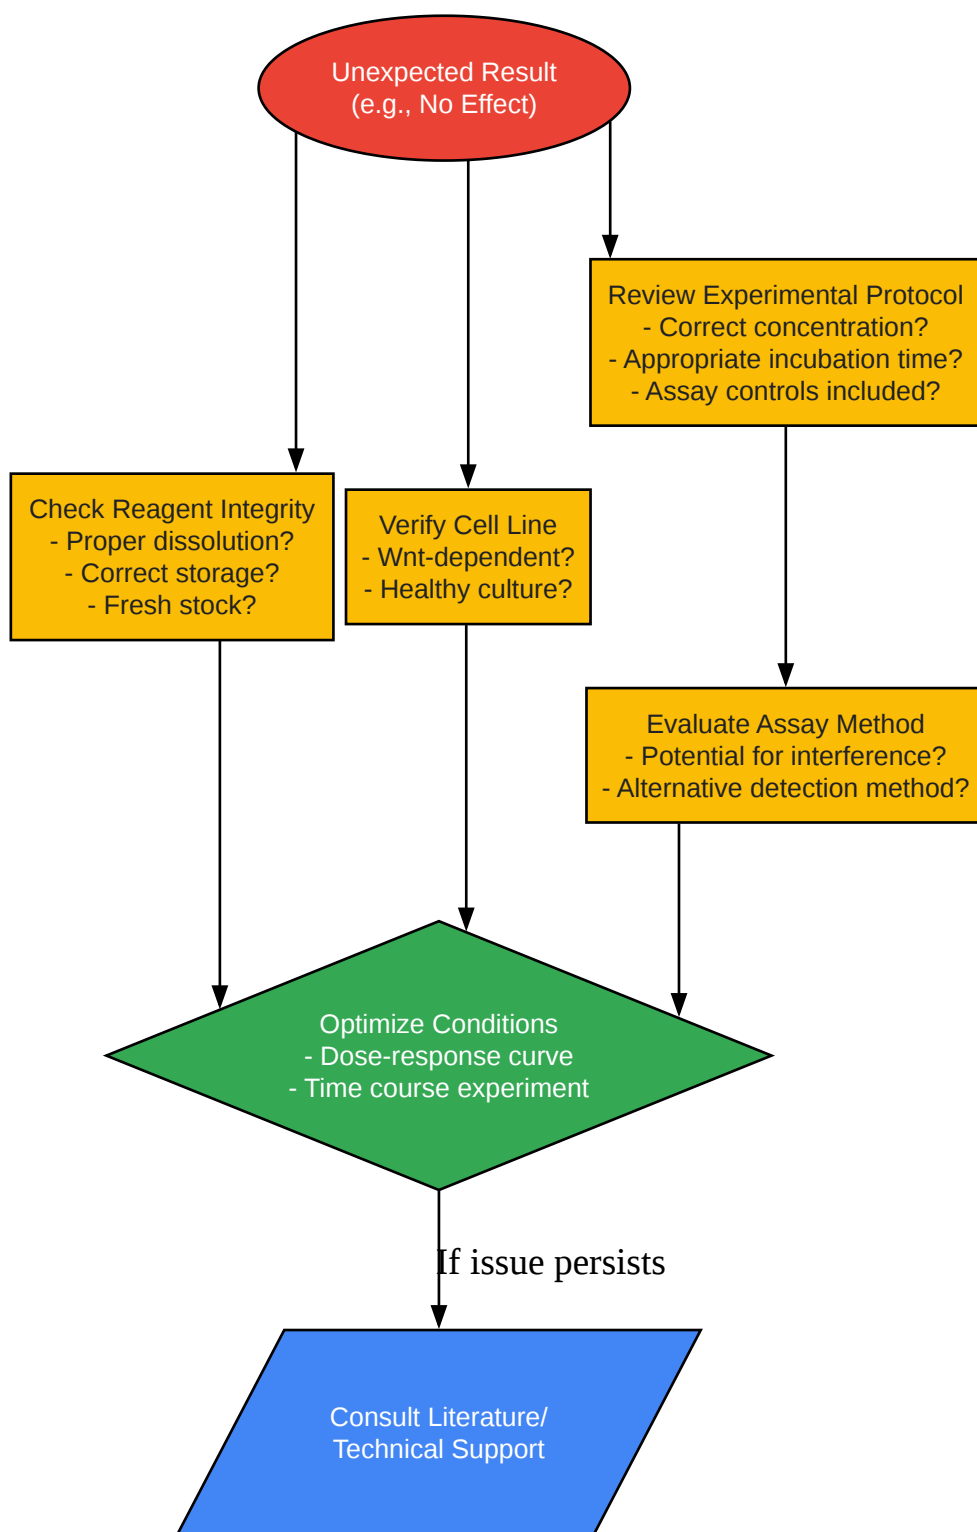 Unexpected Result
(e.g., No Effect)
Review Experimental Protocol
- Correct concentration?
- Appropriate incubation time?
- Assay controls included?
Check Reagent Integrity
- Proper dissolution?
- Correct storage?
- Fresh stock?
Verify Cell Line
- Wnt-dependent?
- Healthy culture?
Evaluate Assay Method
- Potential for interference?
- Alternative detection method?
Optimize Conditions
- Dose-response curve
- Time course experiment
If issue persists
Consult Literature/
Technical Support